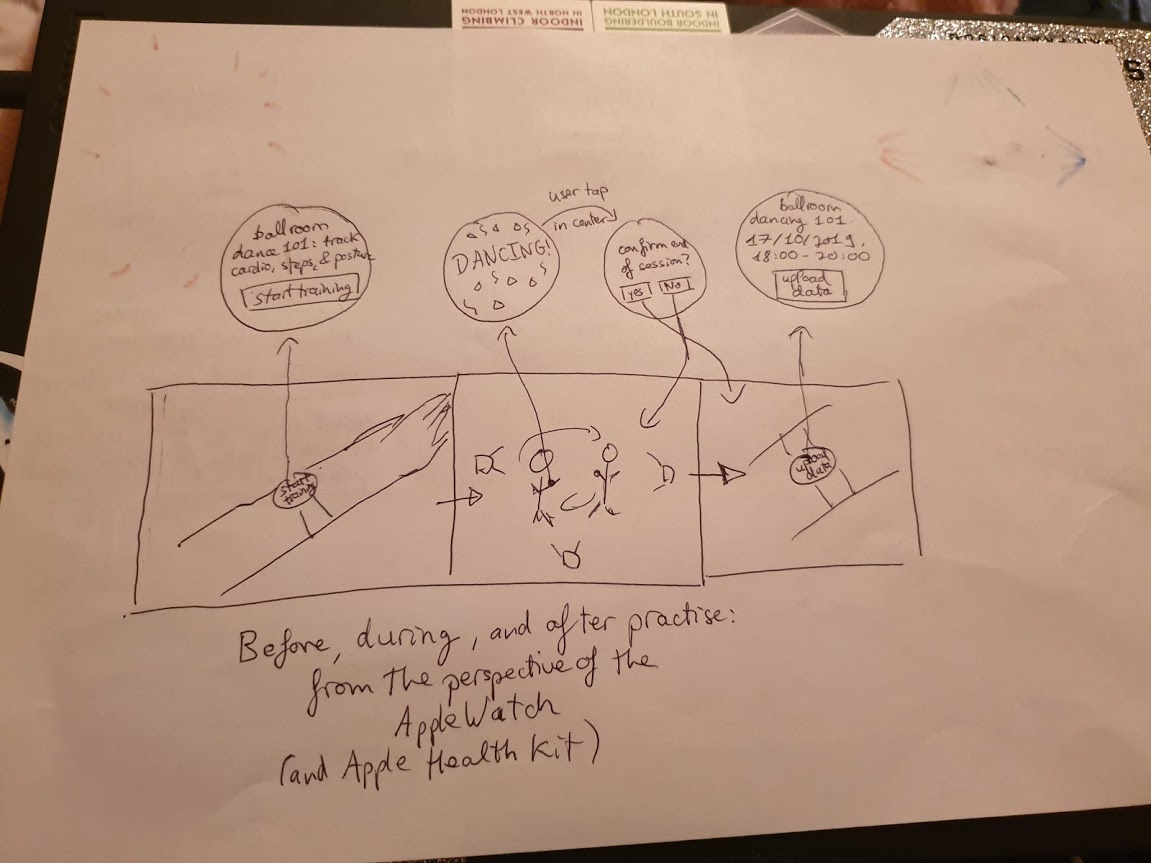 INDOOR CLIMBING
IN NORTH WEST LONDON
INDOOR BOULDERING
IN SOUTH LONDON
S
ballroom
dance 101: track
cardio, steps, & posture
start training
DANCING!
user tap
in center
confirm end
of session?
yes No
ballroom
dancing 101.
17/10/2019,
18:00 - 20:00
upload
data
start
training
upload
data
Before, during, and after practise:
from the perspective of the
Apple Watch
(and Apple Health Kit)